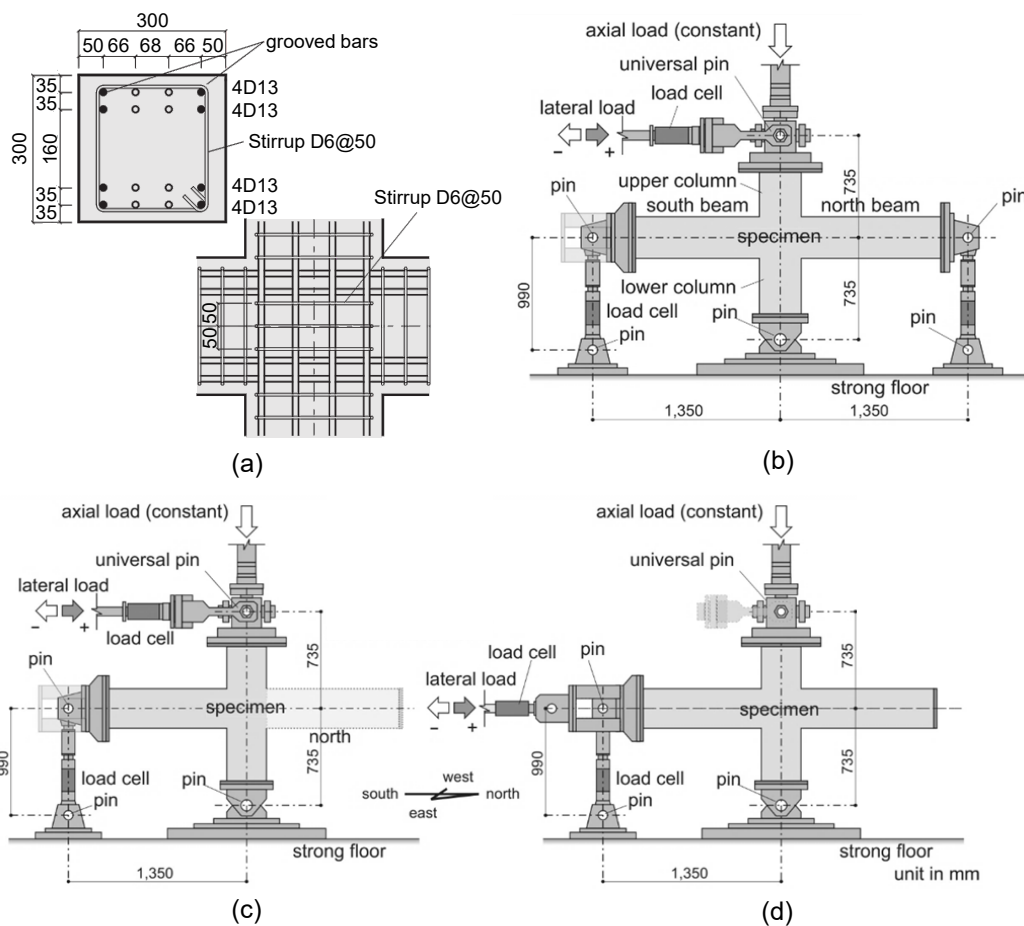 300
50 66 68 66 50
grooved bars
35
35
160
35
35
300
4D13
4D13
Stirrup D6@50
4D13
4D13
Stirrup D6@50
50 50
(a)
axial load (constant)
universal pin
load cell
lateral load
- +
upper column
south beam
north beam
pin
pin
specimen
735
990
lower column
load cell
pin
pin
pin
735
strong floor
1,350 1,350
(b)
axial load (constant)
universal pin
lateral load
- +
load cell
pin
735
specimen
north
990
735
load cell
pin
pin
strong floor
1,350
(c)
west
south north
east
axial load (constant)
universal pin
load cell
pin
lateral load
- +
735
specimen
990
735
load cell
pin
pin
strong floor
unit in mm
1,350
(d)